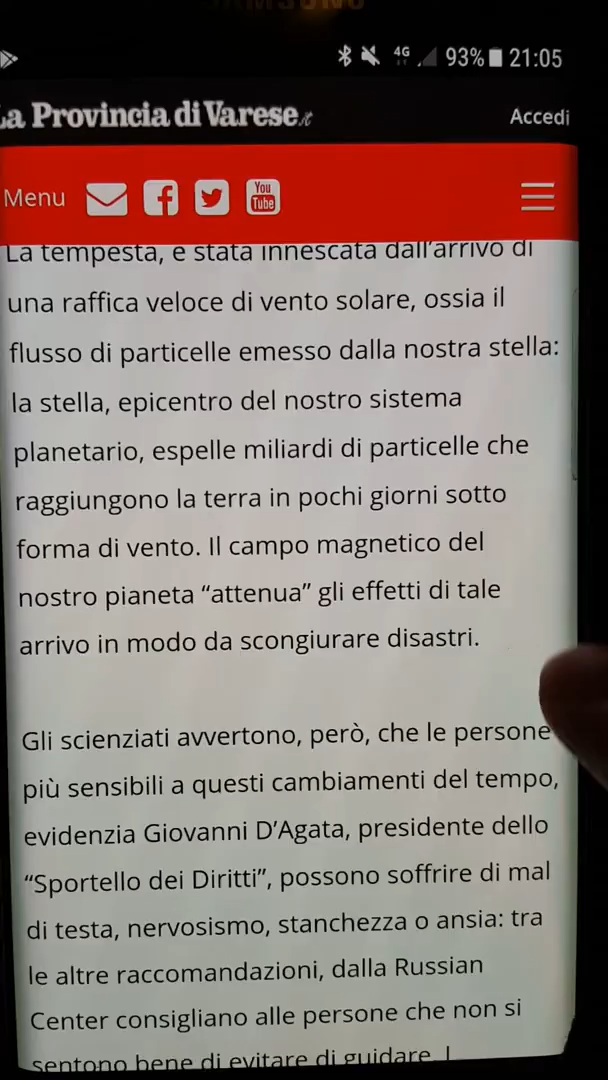 SAMSUNG
4G 93% 21:05
La Provincia di Varese.it
Accedi
Menu
You
Tube
La tempesta, è stata innescata dall'arrivo di
una raffica veloce di vento solare, ossia il
flusso di particelle emesso dalla nostra stella:
la stella, epicentro del nostro sistema
planetario, espelle miliardi di particelle che
raggiungono la terra in pochi giorni sotto
forma di vento. Il campo magnetico del
nostro pianeta “attenua” gli effetti di tale
arrivo in modo da scongiurare disastri.
Gli scienziati avvertono, però, che le persone
più sensibili a questi cambiamenti del tempo,
evidenzia Giovanni D’Agata, presidente dello
“Sportello dei Diritti”, possono soffrire di mal
di testa, nervosismo, stanchezza o ansia: tra
le altre raccomandazioni, dalla Russian
Center consigliano alle persone che non si
sentono bene di evitare di guidare.